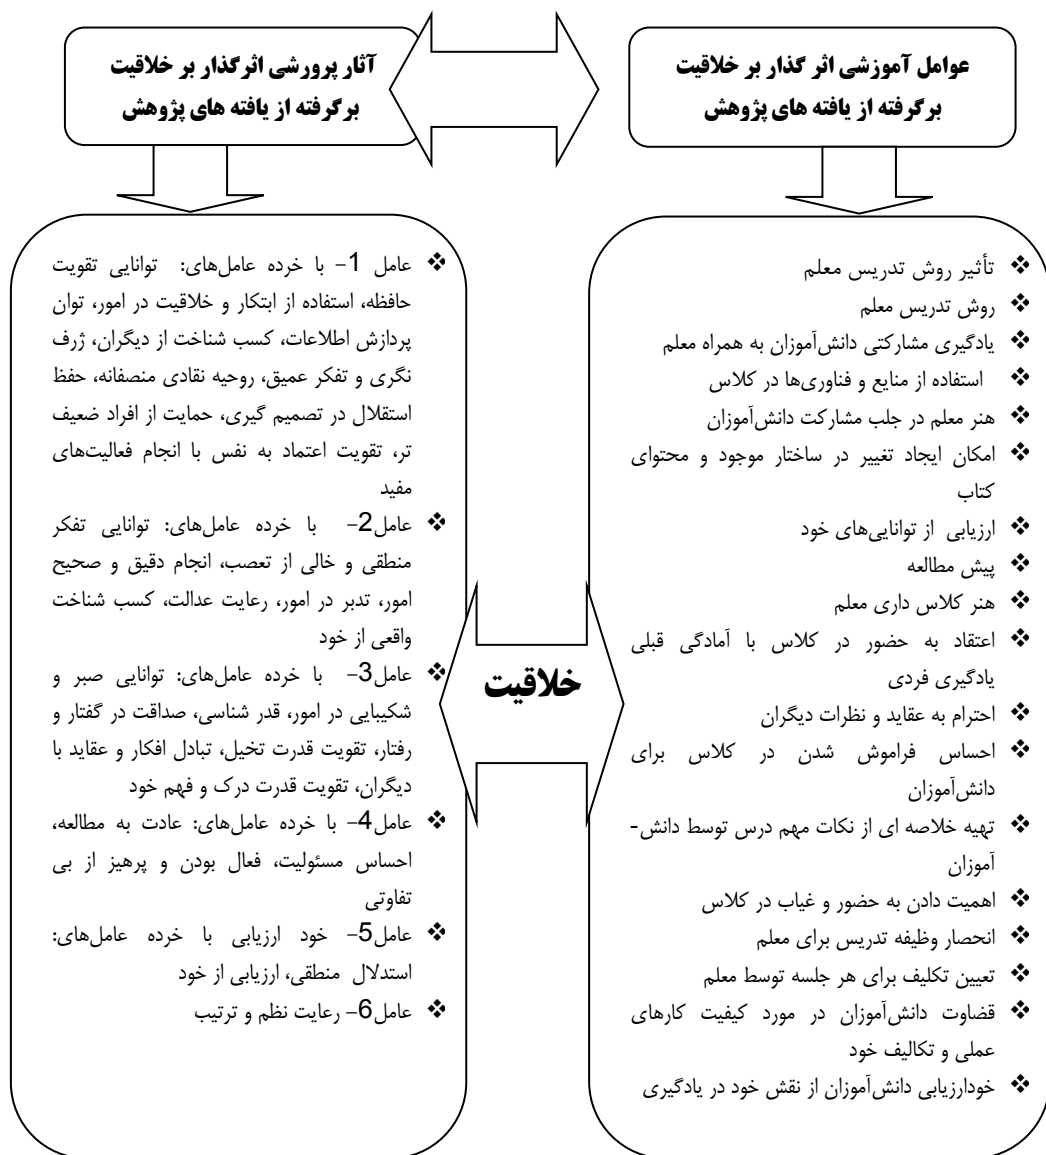 عوامل آموزشی اثر گذار بر خلاقیت
برگرفته از یافته های پژوهش
آثار پرورشی اثرگذار بر خلاقیت
برگرفته از یافته های پژوهش
تأثیر روش تدریس معلم
روش تدریس معلم
یادگیری مشارکتی دانش‌آموزان به همراه معلم
استفاده از منابع و فناوری‌ها در کلاس
هنر معلم در جلب مشارکت دانش‌آموزان
امکان ایجاد تغییر در ساختار موجود و محتوای
کتاب
ارزیابی از توانایی‌های خود
پیش مطالعه
هنر کلاس داری معلم
اعتقاد به حضور در کلاس با آمادگی قبلی
یادگیری فردی
احترام به عقاید و نظرات دیگران
احساس فراموش شدن در کلاس برای
دانش‌آموزان
تهیه خلاصه ای از نکات مهم درس توسط دانش-
آموزان
اهمیت دادن به حضور و غیاب در کلاس
انحصار وظیفه تدریس برای معلم
تعیین تکلیف برای هر جلسه توسط معلم
قضاوت دانش‌آموزان در مورد کیفیت کارهای
عملی و تکالیف خود
خودارزیابی دانش‌آموزان از نقش خود در یادگیری
خلاقیت
عامل 1- با خرده عامل‌های: توانایی تقویت
حافظه، استفاده از ابتکار و خلاقیت در امور، توان
پردازش اطلاعات، کسب شناخت از دیگران، ژرف
نگری و تفکر عمیق، روحیه نقادی منصفانه، حفظ
استقلال در تصمیم گیری، حمایت از افراد ضعیف
تر، تقویت اعتماد به نفس با انجام فعالیت‌های
مفید
عامل2- با خرده عامل‌های: توانایی تفکر
منطقی و خالی از تعصب، انجام دقیق و صحیح
امور، تدبر در امور، رعایت عدالت، کسب شناخت
واقعی از خود
عامل3- با خرده عامل‌های: توانایی صبر و
شکیبایی در امور، قدر شناسی، صداقت در گفتار و
رفتار، تقویت قدرت تخیل، تبادل افکار و عقاید با
دیگران، تقویت قدرت درک و فهم خود
عامل4- با خرده عامل‌های: عادت به مطالعه،
احساس مسئولیت، فعال بودن و پرهیز از بی
تفاوتی
عامل5- خود ارزیابی با خرده عامل‌های:
استدلال منطقی، ارزیابی از خود
عامل6- رعایت نظم و ترتیب